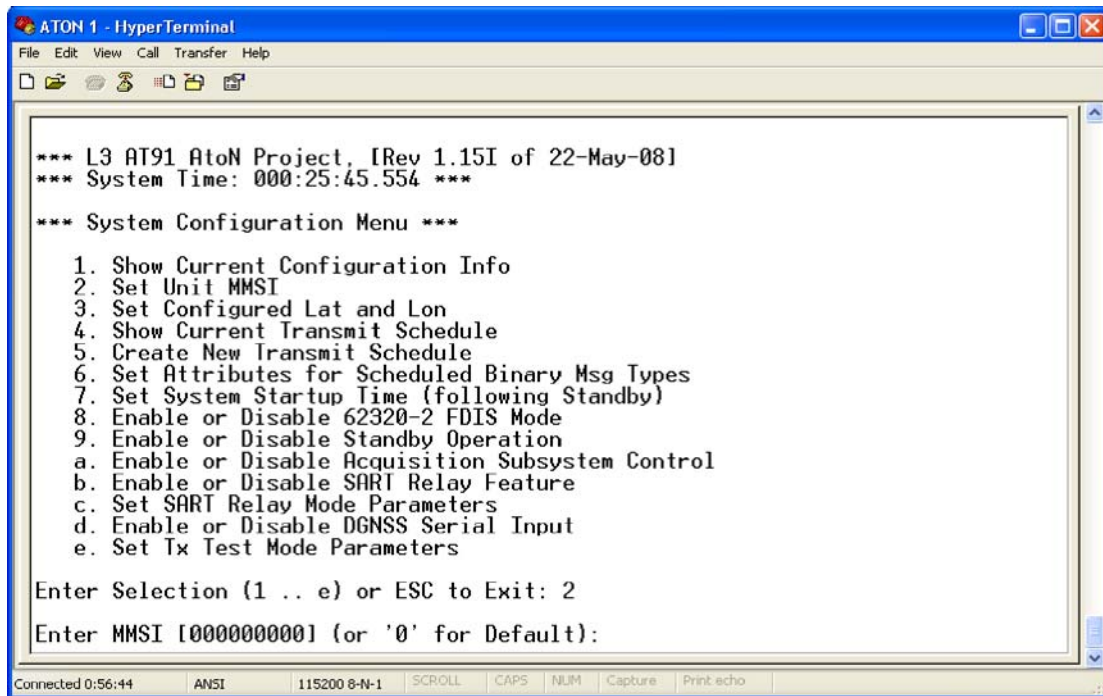 ATON 1 - HyperTerminal
File Edit View Call Transfer Help
*** L3 AT91 AtoN Project, [Rev 1.15I of 22-May-08]
*** System Time: 000:25:45.554 ***
*** System Configuration Menu ***
1. Show Current Configuration Info
2. Set Unit MMSI
3. Set Configured Lat and Lon
4. Show Current Transmit Schedule
5. Create New Transmit Schedule
6. Set Attributes for Scheduled Binary Msg Types
7. Set System Startup Time (following Standby)
8. Enable or Disable 62320-2 FDIS Mode
9. Enable or Disable Standby Operation
a. Enable or Disable Acquisition Subsystem Control
b. Enable or Disable SART Relay Feature
c. Set SART Relay Mode Parameters
d. Enable or Disable DGNSS Serial Input
e. Set Tx Test Mode Parameters
Enter Selection (1 .. e) or ESC to Exit: 2
Enter MMSI [000000000] (or '0' for Default):
Connected 0:56:44 ANSI 115200 8-N-1 SCROLL CAPS NUM Capture Print echo